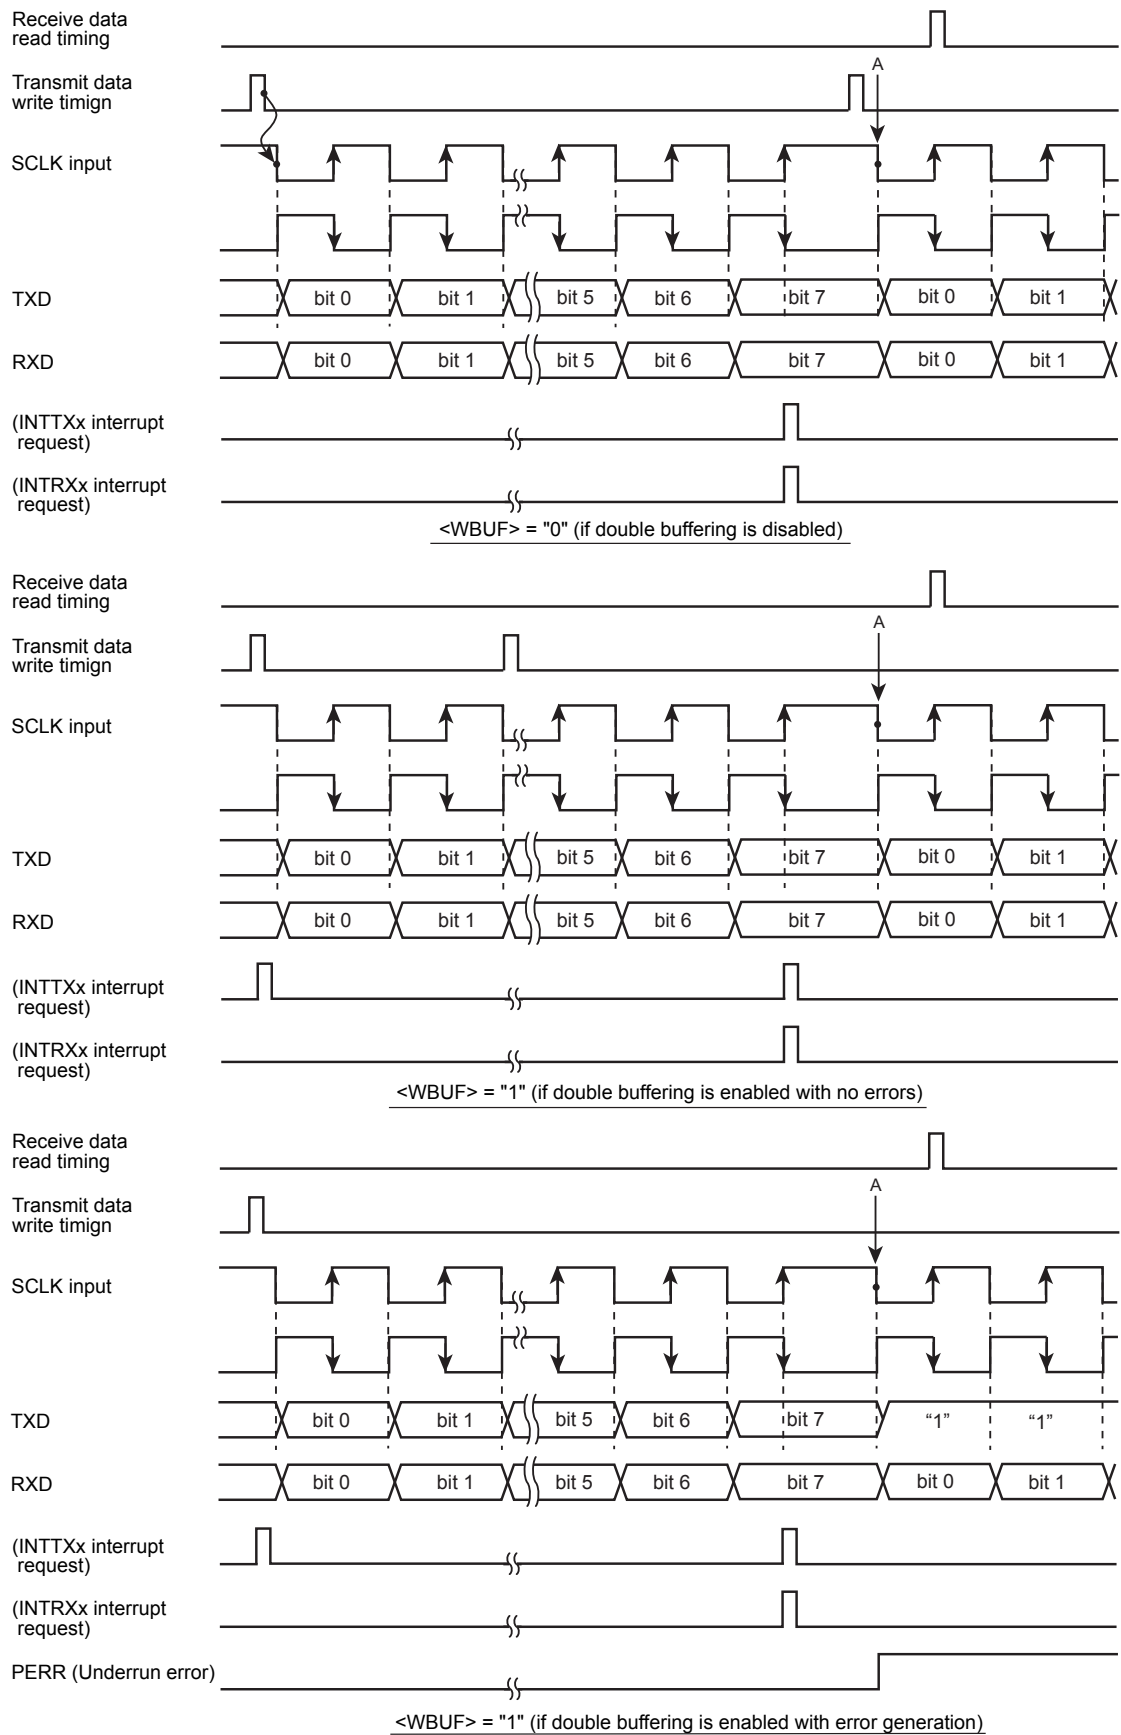 Receive data
read timing
Transmit data
write timign
A
SCLK input
TXD
bit 0 bit 1 bit 5 bit 6 bit 7 bit 0 bit 1
RXD
bit 0 bit 1 bit 5 bit 6 bit 7 bit 0 bit 1
(INTTXx interrupt
request)
(INTRXx interrupt
request)
<WBUF> = "0" (if double buffering is disabled)
Receive data
read timing
Transmit data
write timign
A
SCLK input
TXD
bit 0 bit 1 bit 5 bit 6 bit 7 bit 0 bit 1
RXD
bit 0 bit 1 bit 5 bit 6 bit 7 bit 0 bit 1
(INTTXx interrupt
request)
(INTRXx interrupt
request)
<WBUF> = "1" (if double buffering is enabled with no errors)
Receive data
read timing
Transmit data
write timign
A
SCLK input
TXD
bit 0 bit 1 bit 5 bit 6 bit 7 “1” “1”
RXD
bit 0 bit 1 bit 5 bit 6 bit 7 bit 0 bit 1
(INTTXx interrupt
request)
(INTRXx interrupt
request)
PERR (Underrun error)
<WBUF> = "1" (if double buffering is enabled with error generation)